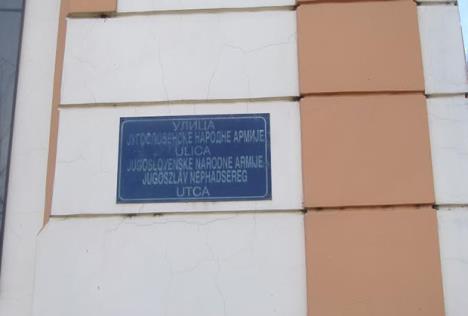 УЛИЦА
ЈУГОСЛОВЕНСКЕ НАРОДНЕ АРМИЈЕ
ULICA
JUGOSLOVENSKE NARODNE ARMIJE
JUGOSZLÁV NÉPHADSEREG
UTCA